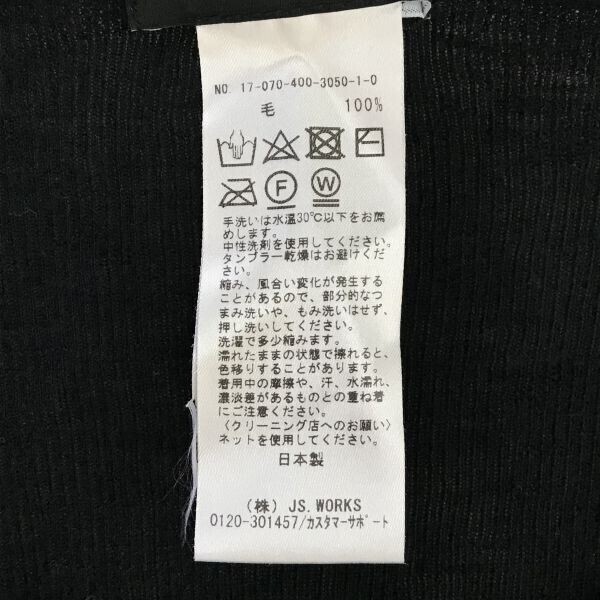 NO. 17-070-400-3050-1-0
毛 100%
F W
手洗いは水温30℃以下をお薦
めします。
中性洗剤を使用してください。
タンブラー乾燥はお避けくだ
さい。
縮み、風合い変化が発生する
ことがあるので、部分的なつ
まみ洗いや、もみ洗いはせず、
押し洗いしてください。
洗濯で多少縮みます。
濡れたままの状態で擦れると、
色移りすることがあります。
着用中の摩擦や、汗、水濡れ、
濃淡差があるものとの重ね着
にご注意ください。
〈クリーニング店へのお願い〉
ネットを使用してください。
日本製
(株) JS.WORKS
0120-301457/カスタマーサポート